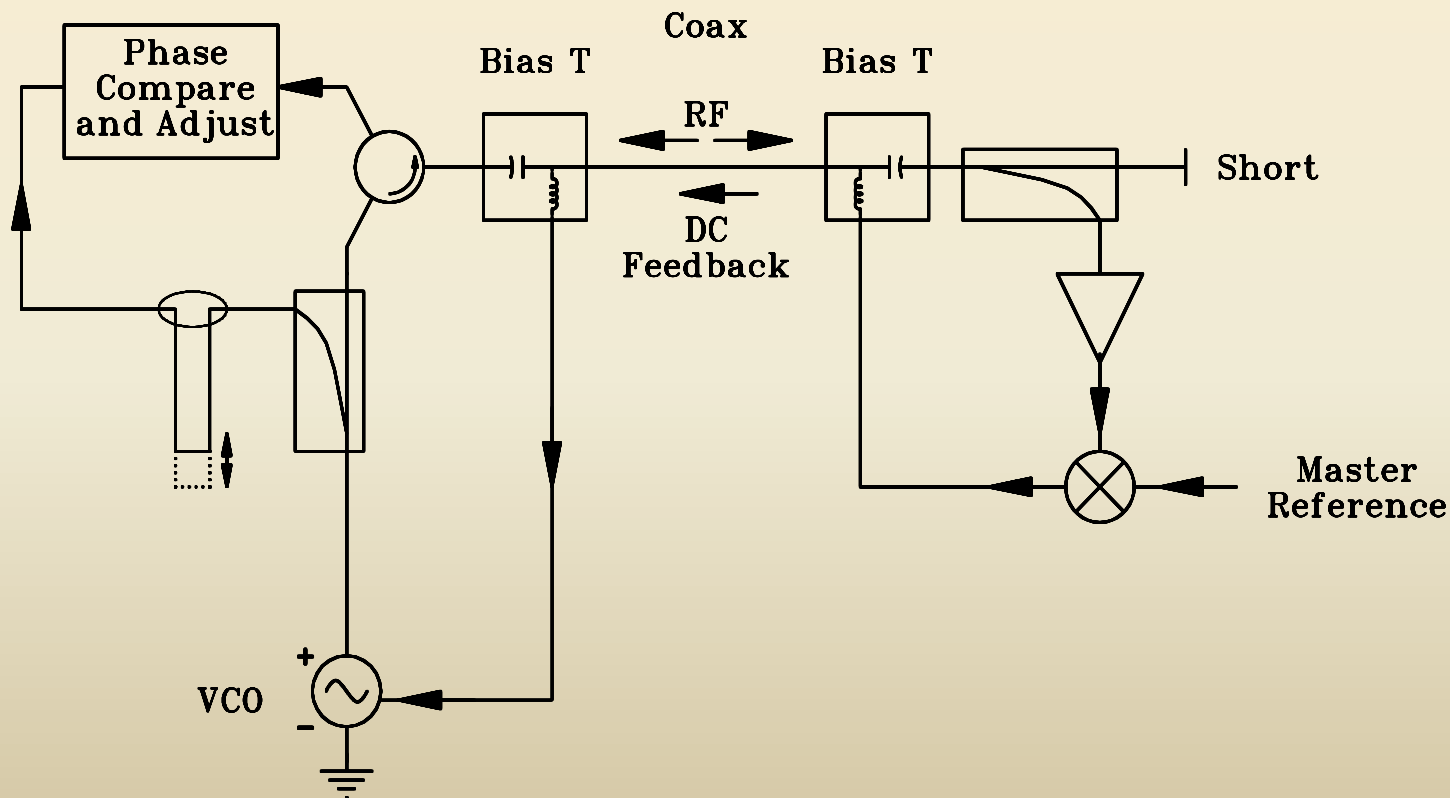 Coax
Phase
Compare
and Adjust
Bias T
Bias T
RF
Short
DC
Feedback
Master
Reference
VCO
+
−